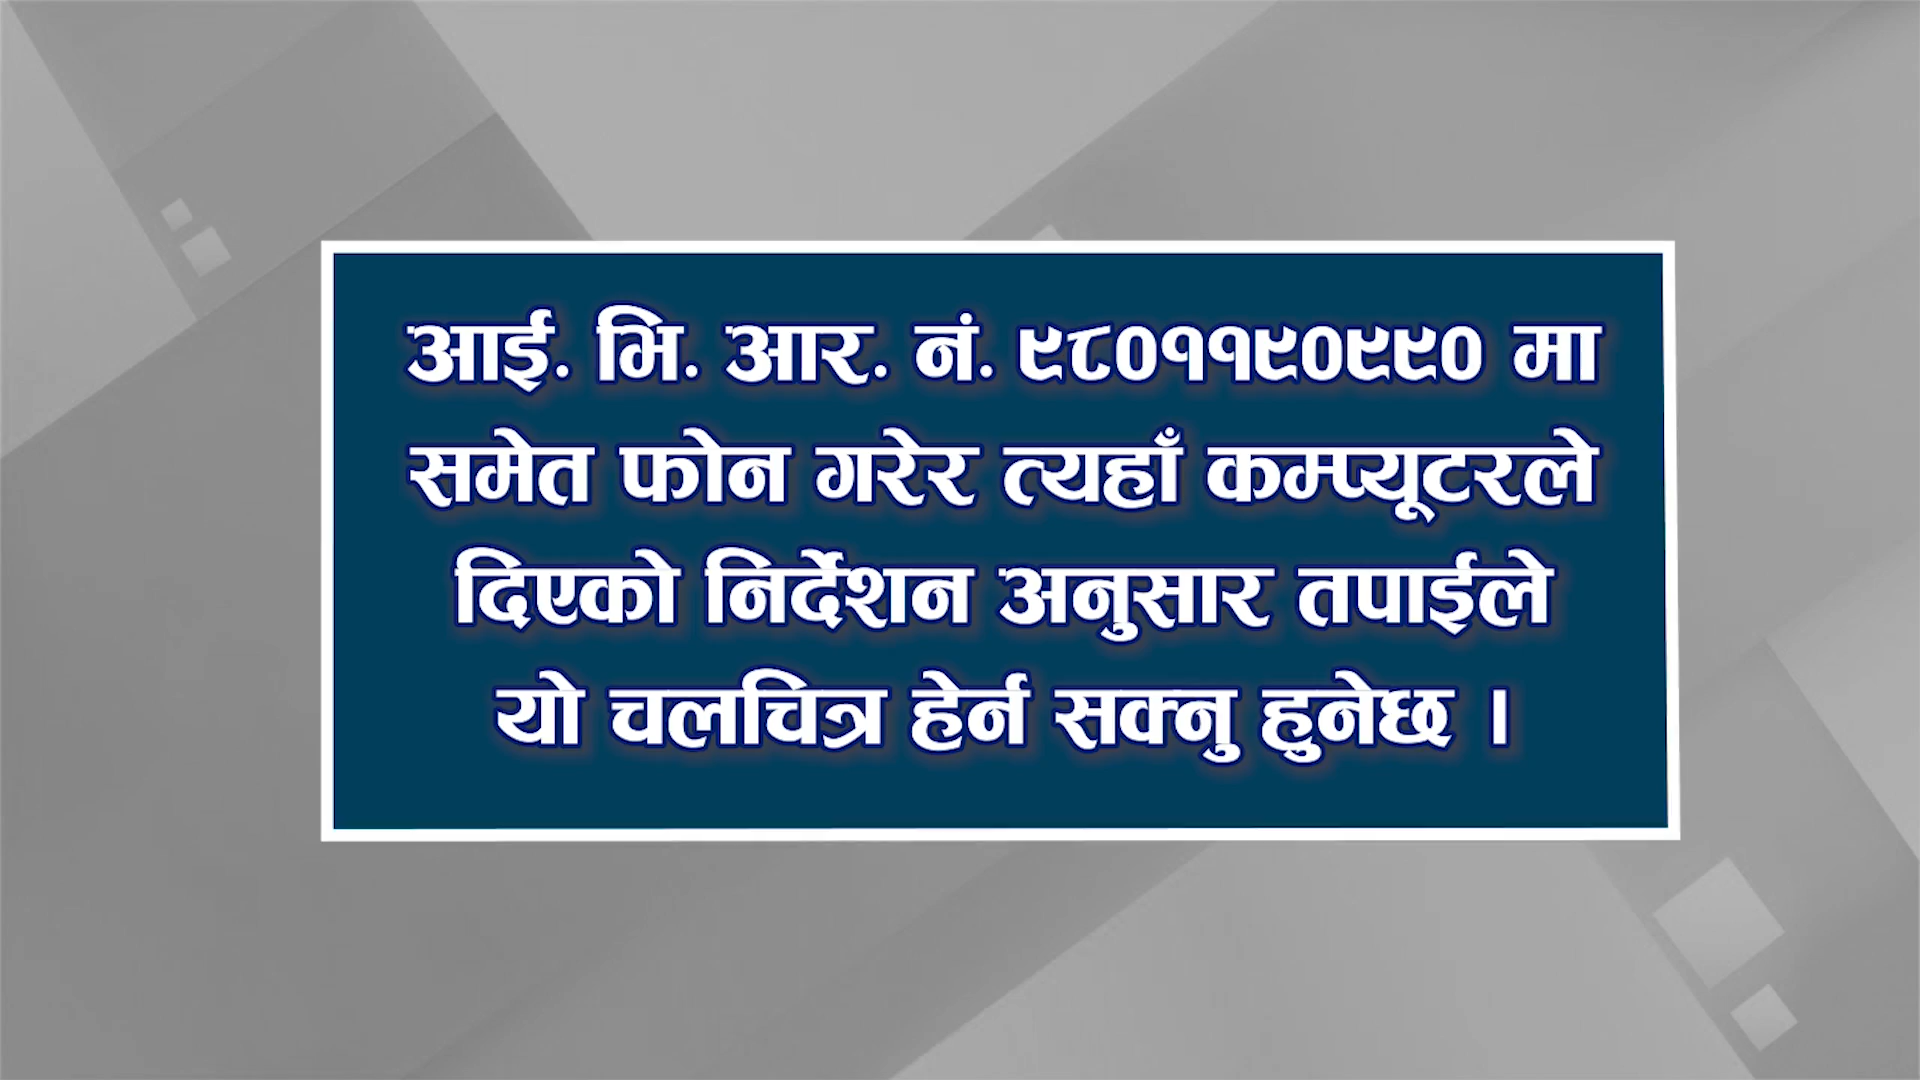 आई. भि. आर. नं. ९८०११९०९९० मा
समेत फोन गरेर त्यहाँ कम्प्यूटरले
दिएको निर्देशन अनुसार तपाईले
यो चलचित्र हेर्न सक्नु हुनेछ ।